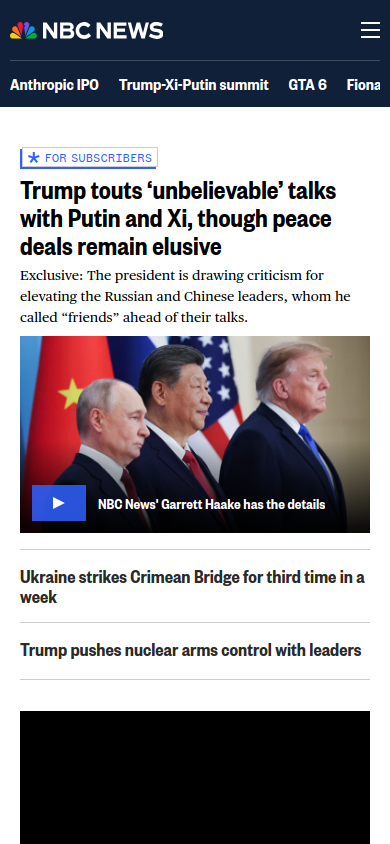 NBC NEWS
Anthropic IPO Trump-Xi-Putin summit GTA 6 Fiona
FOR SUBSCRIBERS
Trump touts ‘unbelievable’ talks
with Putin and Xi, though peace
deals remain elusive
Exclusive: The president is drawing criticism for
elevating the Russian and Chinese leaders, whom he
called “friends” ahead of their talks.
NBC News' Garrett Haake has the details
Ukraine strikes Crimean Bridge for third time in a
week
Trump pushes nuclear arms control with leaders